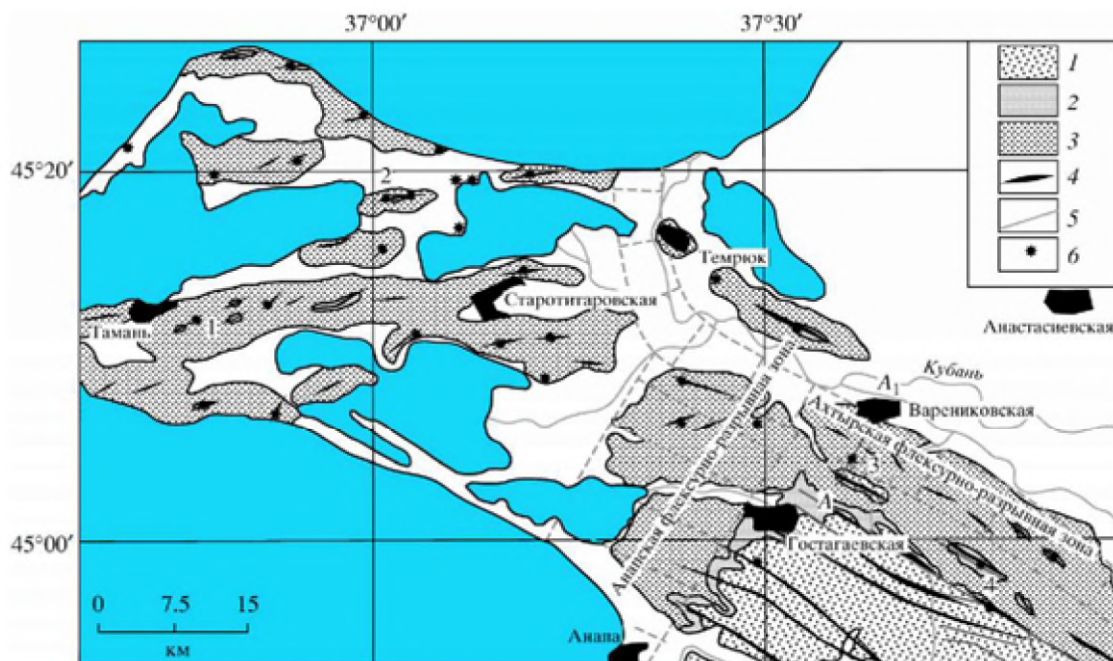 37°00′
37°30′
1
2
3
4
5
6
45°20′
2
Темрюк
Старотитаровская
Тамань
1
Анастасиевская
Кубань
А₁
Варениковская
Анапская флексурно-разрывная зона
Ахтырская флексурно-разрывная зона
3
А
45°00′
Гостагаевская
4
0 7.5 15
км
Анапа